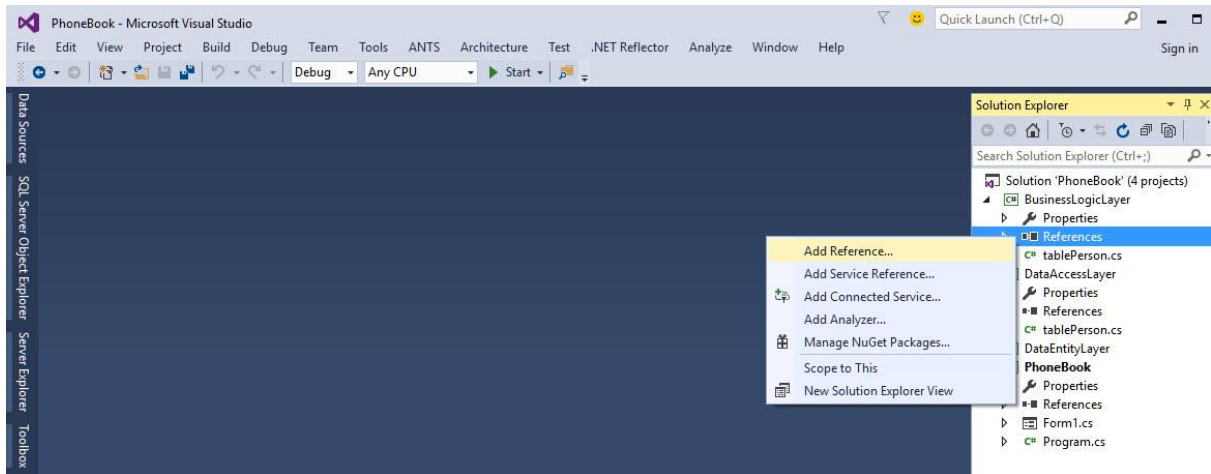 PhoneBook - Microsoft Visual Studio
Quick Launch (Ctrl+Q)
File Edit View Project Build Debug Team Tools ANTS Architecture Test .NET Reflector Analyze Window Help
Sign in
Debug Any CPU Start
Data Sources
SQL Server Object Explorer
Server Explorer
Toolbox
Solution Explorer
Search Solution Explorer (Ctrl+;)
Solution 'PhoneBook' (4 projects)
C# BusinessLogicLayer
Properties
References
C# tablePerson.cs
DataAccessLayer
Properties
References
C# tablePerson.cs
DataEntityLayer
PhoneBook
Properties
References
Form1.cs
C# Program.cs
Add Reference...
Add Service Reference...
Add Connected Service...
Add Analyzer...
Manage NuGet Packages...
Scope to This
New Solution Explorer View